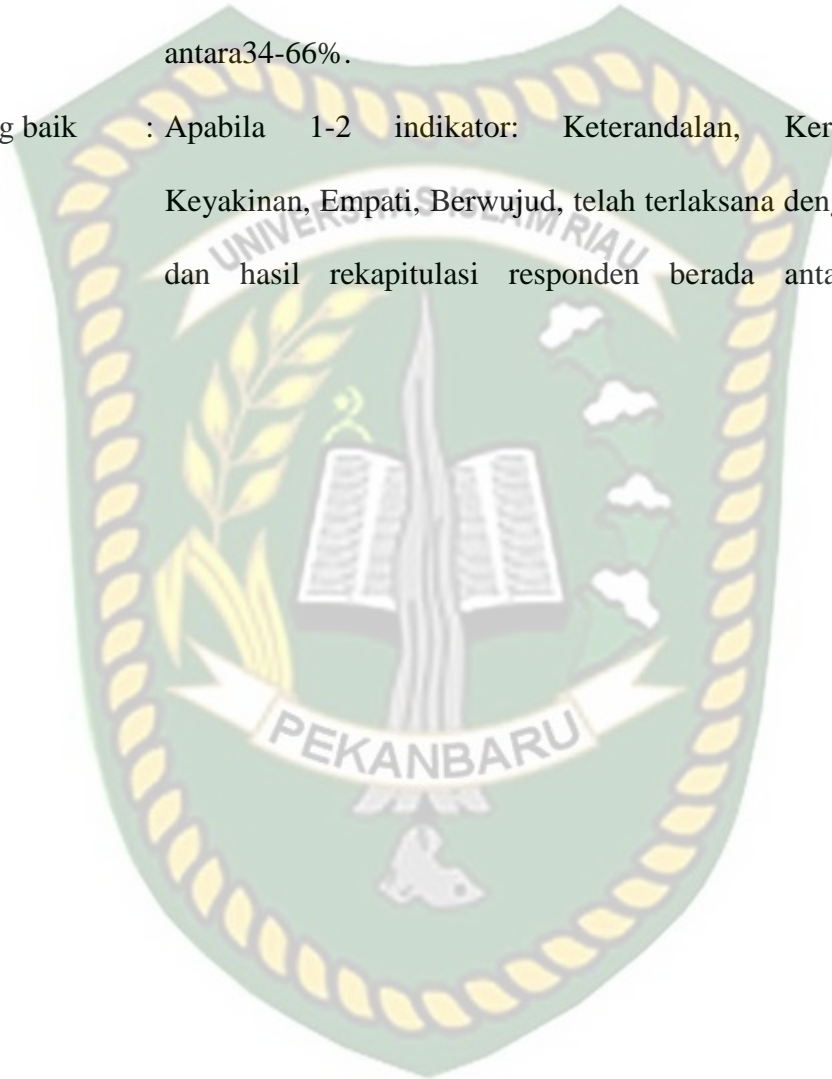 antara34-66%.
g baik : Apabila 1-2 indikator: Keterandalan, Ker
Keyakinan, Empati, Berwujud, telah terlaksana deng
dan hasil rekapitulasi responden berada anta
UNIVERSITAS ISLAM RIAU
PEKANBARU